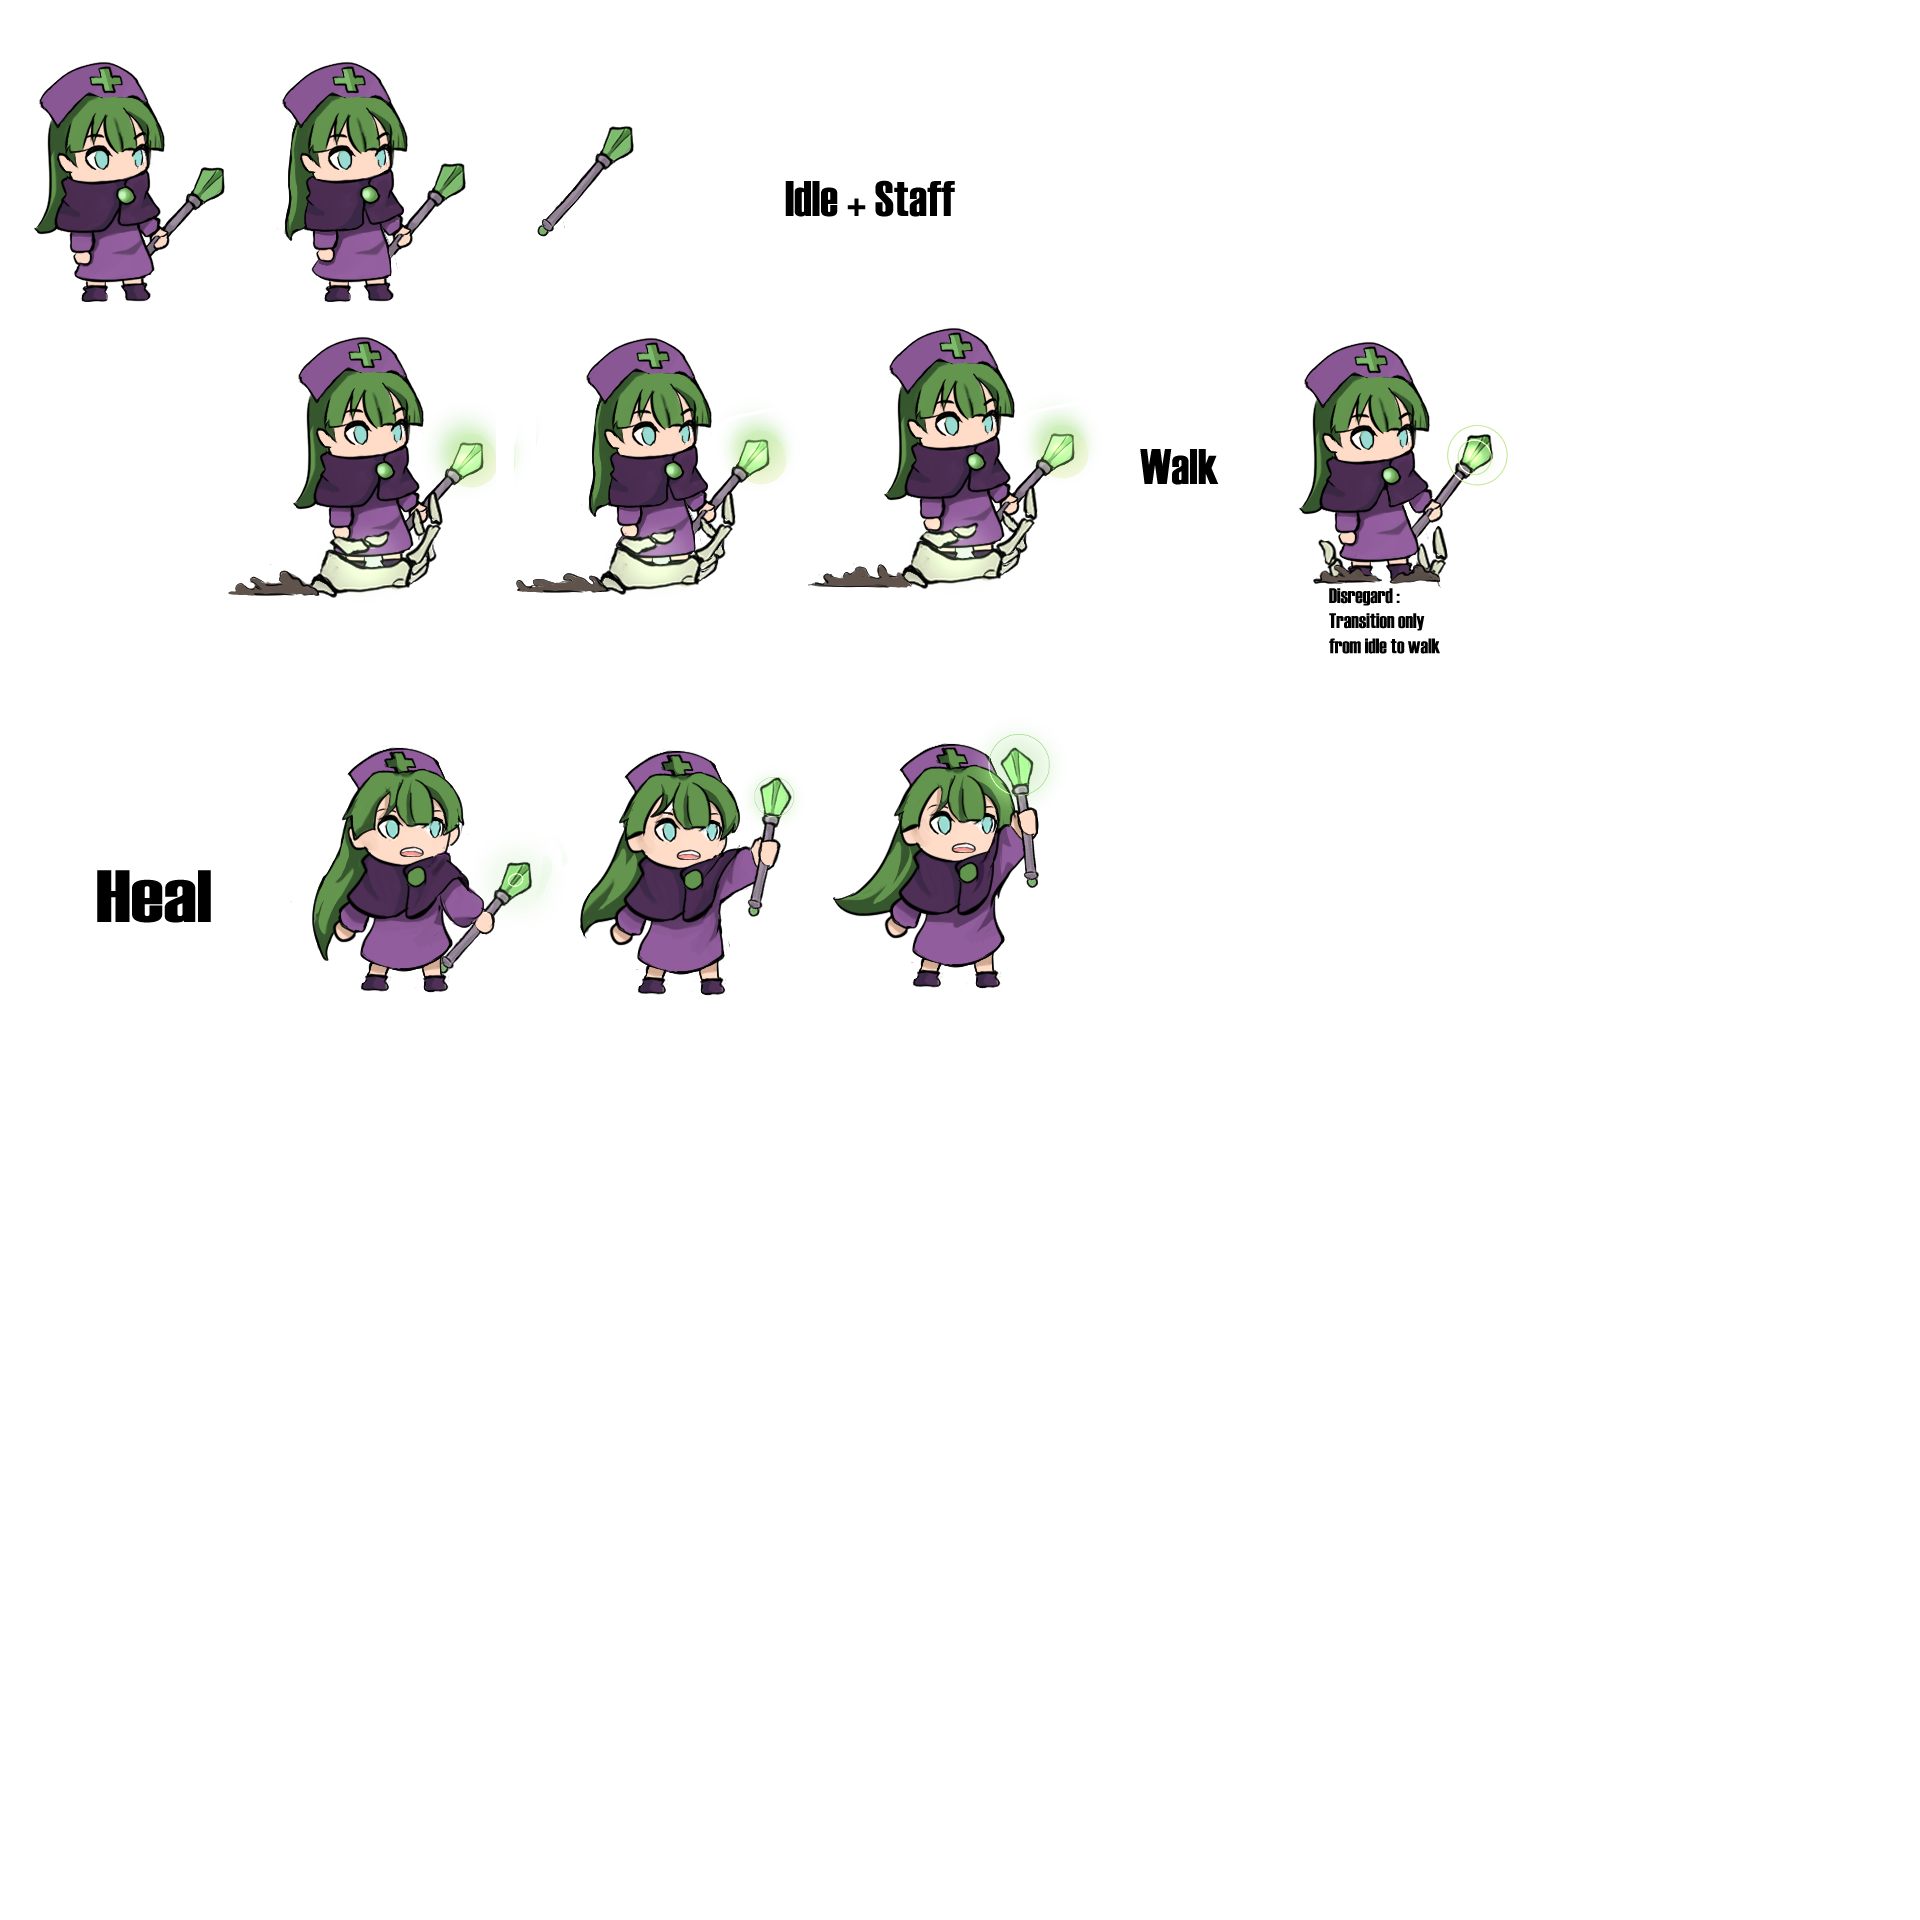 Idle + Staff
Walk
Disregard :
Transition only
from idle to walk
Heal